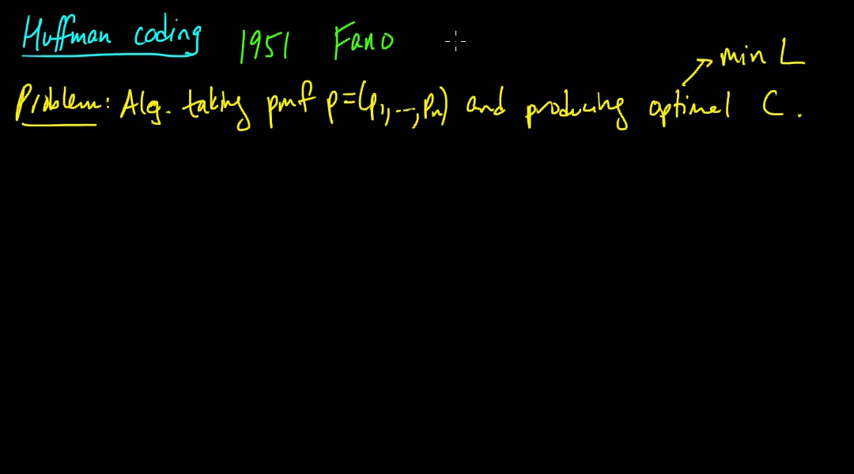 Huffman coding 1951 Fano
min L
Problem: Alg. taking pmf p=(p₁,...,pₙ) and producing optimal C.